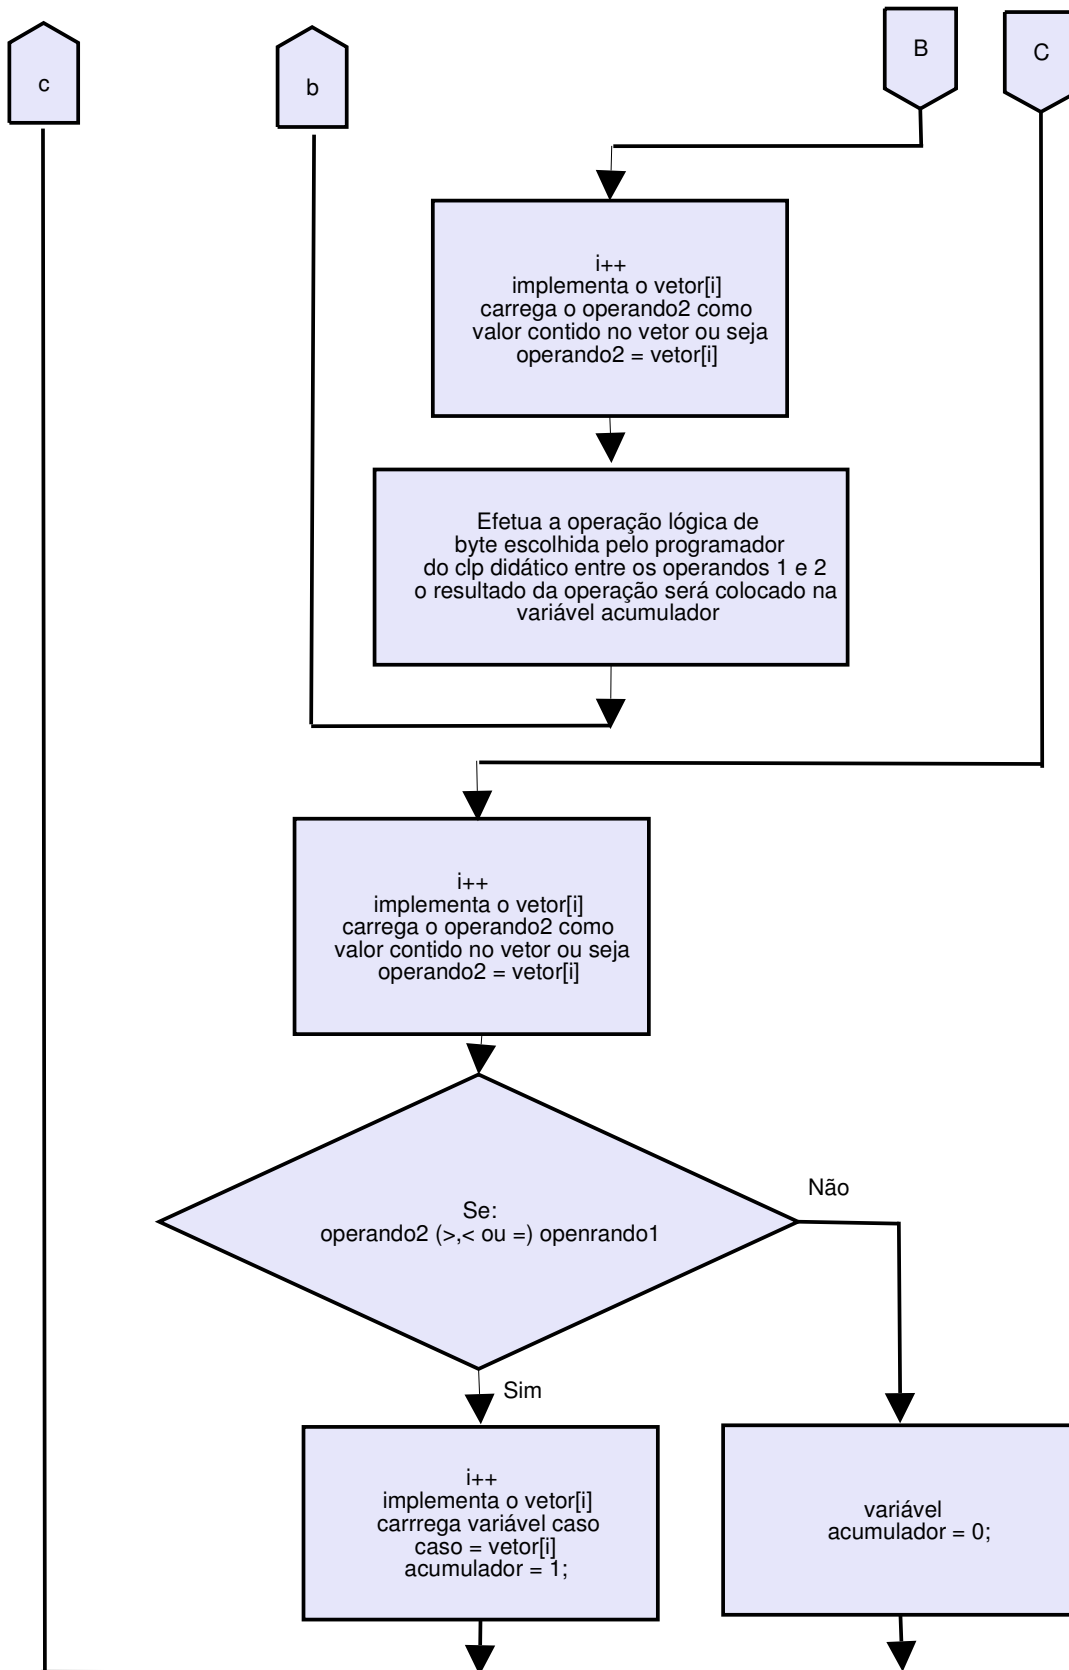 c
b
B
C
i++
implementa o vetor[i]
carrega o operando2 como
valor contido no vetor ou seja
operando2 = vetor[i]
Efetua a operação lógica de
byte escolhida pelo programador
do clp didático entre os operandos 1 e 2
o resultado da operação será colocado na
variável acumulador
i++
implementa o vetor[i]
carrega o operando2 como
valor contido no vetor ou seja
operando2 = vetor[i]
Se:
operando2 (>,< ou =) openrando1
Não
Sim
i++
implementa o vetor[i]
carrrega variável caso
caso = vetor[i]
acumulador = 1;
variável
acumulador = 0;